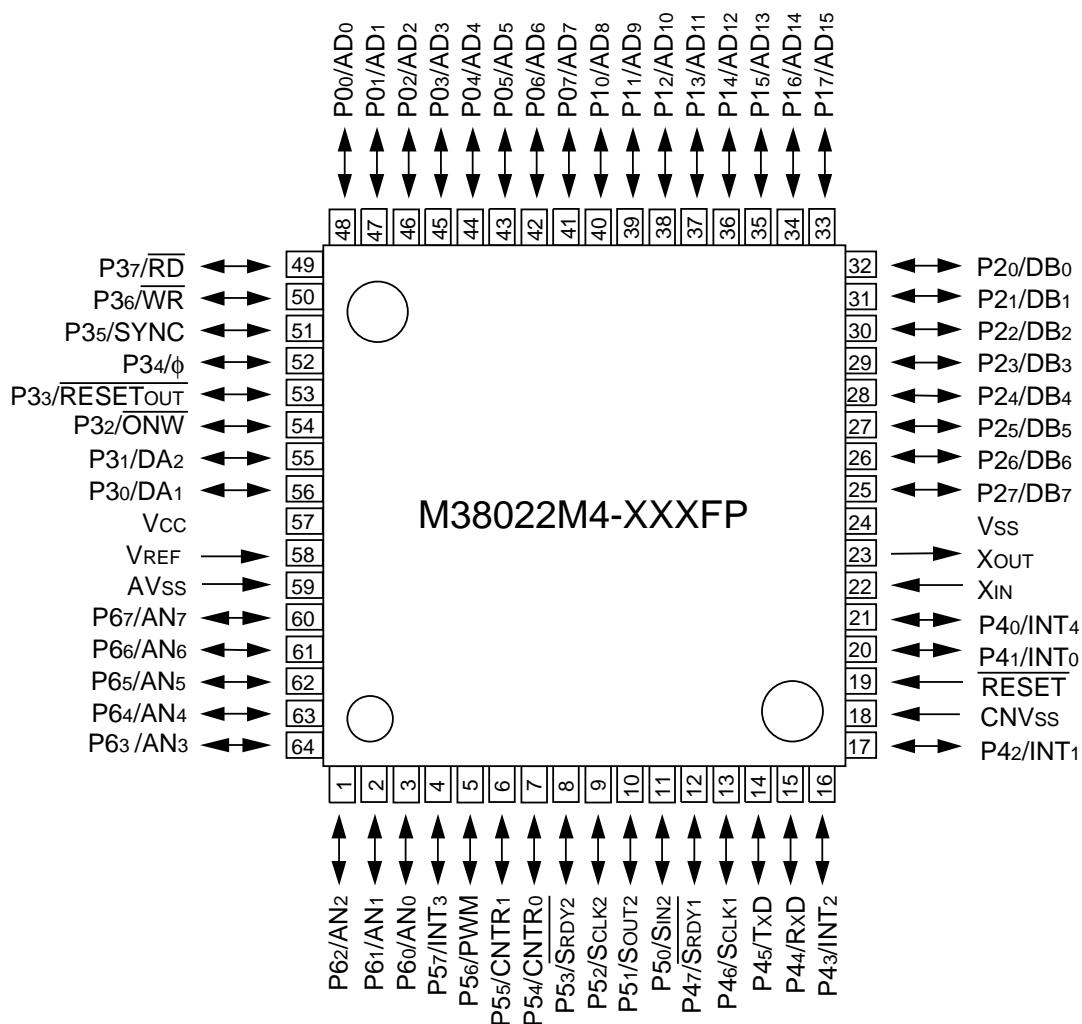 P00/AD0
P01/AD1
P02/AD2
P03/AD3
P04/AD4
P05/AD5
P06/AD6
P07/AD7
P10/AD8
P11/AD9
P12/AD10
P13/AD11
P14/AD12
P15/AD13
P16/AD14
P17/AD15
48 47 46 45 44 43 42 41 40 39 38 37 36 35 34 33
P37/RD 49
P36/WR 50
P35/SYNC 51
P34/ϕ 52
P33/RESETOUT 53
P32/ONW 54
P31/DA2 55
P30/DA1 56
VCC 57
VREF 58
AVSS 59
P67/AN7 60
P66/AN6 61
P65/AN5 62
P64/AN4 63
P63/AN3 64
M38022M4-XXXFP
32 P20/DB0
31 P21/DB1
30 P22/DB2
29 P23/DB3
28 P24/DB4
27 P25/DB5
26 P26/DB6
25 P27/DB7
24 VSS
23 XOUT
22 XIN
21 P40/INT4
20 P41/INT0
19 RESET
18 CNVSS
17 P42/INT1
1 2 3 4 5 6 7 8 9 10 11 12 13 14 15 16
P62/AN2
P61/AN1
P60/AN0
P57/INT3
P56/PWM
P55/CNTR1
P54/CNTR0
P53/SRDY2
P52/SCLK2
P51/SOUT2
P50/SIN2
P47/SRDY1
P46/SCLK1
P45/TXD
P44/RXD
P43/INT2